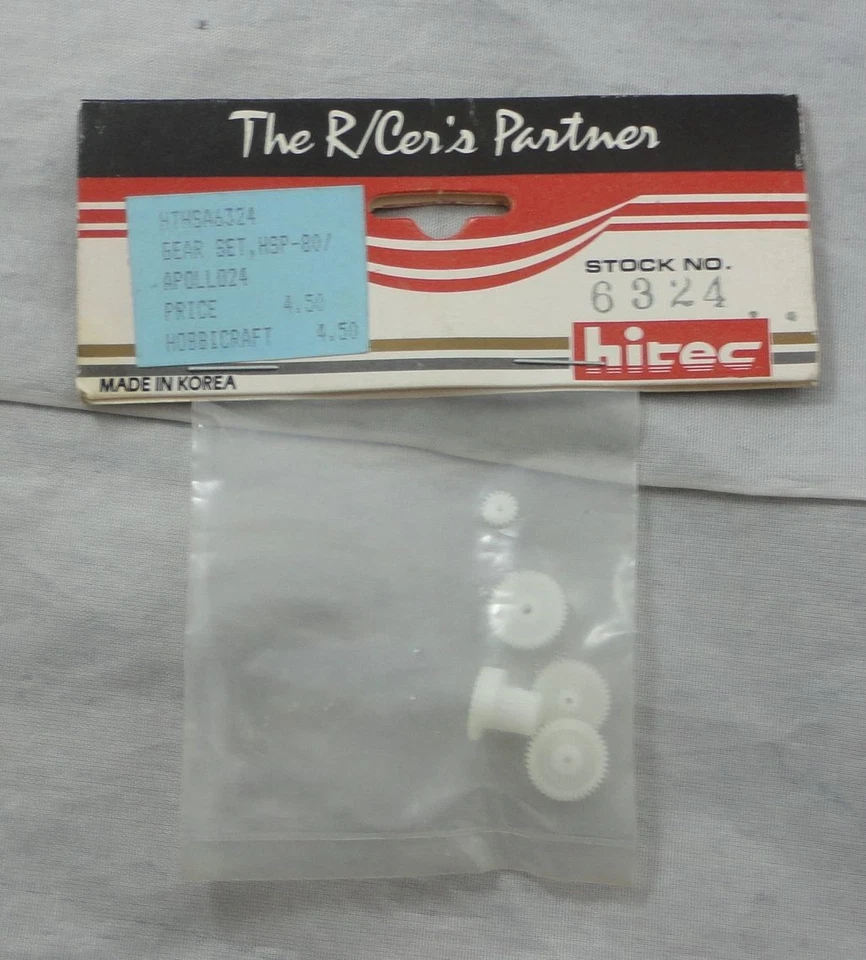 The R/Cer's Partner
HTHSA6324
GEAR SET,HSP-80/
APOLLO24
PRICE 4.50
HOBBICRAFT 4.50
STOCK NO.
6324
hitec
MADE IN KOREA